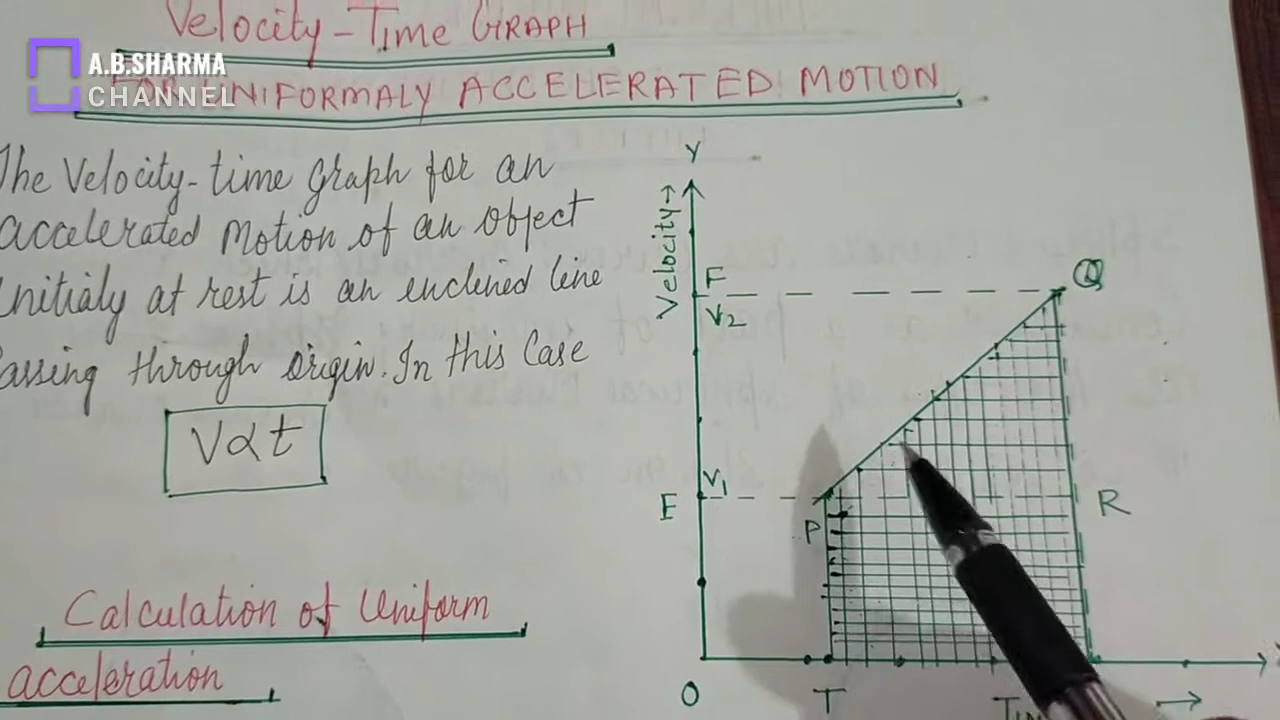 Velocity-Time GRAPH
A.B.SHARMA
CHANNEL
FOR UNIFORMALY ACCELERATED MOTION
The Velocity-time graph for an
accelerated Motion of an object
initialy at rest is an enclined line
Passing through origin. In this Case
V∝t
Calculation of Uniform
acceleration
Y
Velocity→
F
V2
Q
E
V1
P
R
O
T